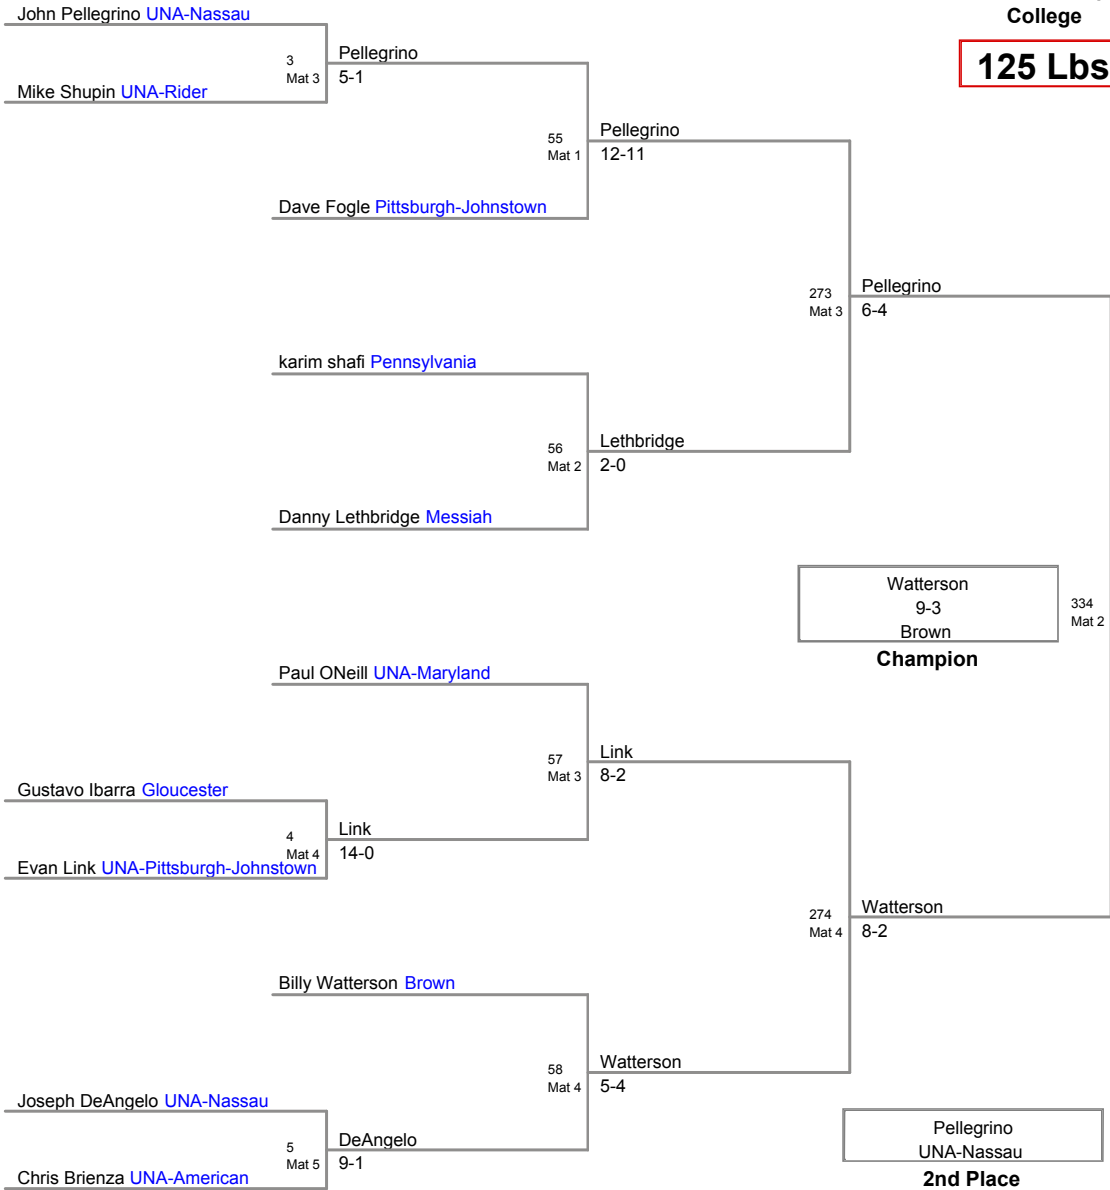 College
125 Lbs
John Pellegrino UNA-Nassau
3
Mat 3
Pellegrino
5-1
Mike Shupin UNA-Rider
55
Mat 1
Pellegrino
12-11
Dave Fogle Pittsburgh-Johnstown
273
Mat 3
Pellegrino
6-4
karim shafi Pennsylvania
56
Mat 2
Lethbridge
2-0
Danny Lethbridge Messiah
Watterson
9-3
Brown
Champion
334
Mat 2
Paul ONeill UNA-Maryland
57
Mat 3
Link
8-2
Gustavo Ibarra Gloucester
4
Mat 4
Link
14-0
Evan Link UNA-Pittsburgh-Johnstown
274
Mat 4
Watterson
8-2
Billy Watterson Brown
58
Mat 4
Watterson
5-4
Joseph DeAngelo UNA-Nassau
5
Mat 5
DeAngelo
9-1
Chris Brienza UNA-American
Pellegrino
UNA-Nassau
2nd Place